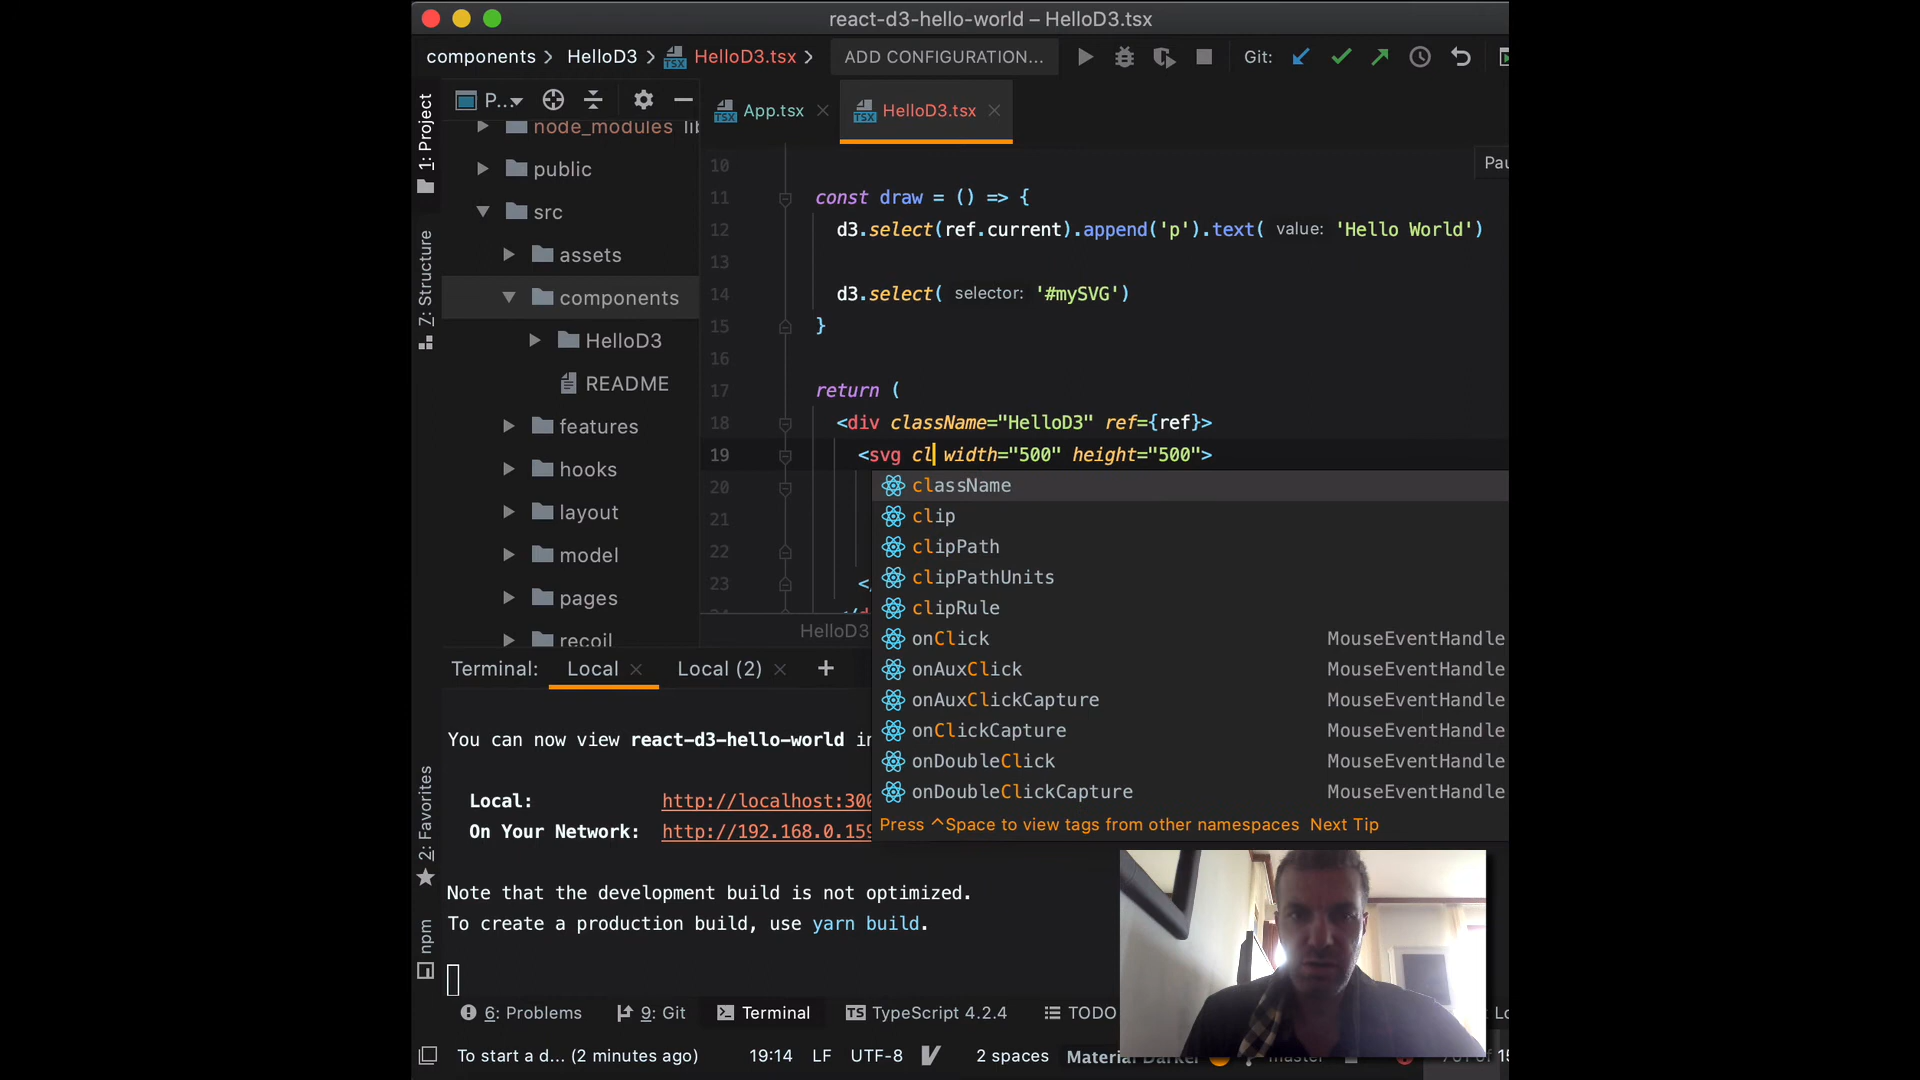 react-d3-hello-world – HelloD3.tsx
components HelloD3 HelloD3.tsx ADD CONFIGURATION... Git:
1: Project
P...
App.tsx HelloD3.tsx
node_modules
public
src
assets
components
HelloD3
README
features
hooks
layout
model
pages
recoil
7: Structure
2: Favorites
npm
10
11 const draw = () => {
12 d3.select(ref.current).append('p').text( value: 'Hello World')
13
14 d3.select( selector: '#mySVG')
15 }
16
17 return (
18 <div className="HelloD3" ref={ref}>
19 <svg cl width="500" height="500">
20
21
22
23 <
HelloD3
className
clip
clipPath
clipPathUnits
clipRule
onClick MouseEventHandle
onAuxClick MouseEventHandle
onAuxClickCapture MouseEventHandle
onClickCapture MouseEventHandle
onDoubleClick MouseEventHandle
onDoubleClickCapture MouseEventHandle
Press ^Space to view tags from other namespaces Next Tip
Terminal: Local Local (2) +
You can now view react-d3-hello-world in
Local: http://localhost:300
On Your Network: http://192.168.0.159
Note that the development build is not optimized.
To create a production build, use yarn build.
6: Problems 9: Git Terminal TypeScript 4.2.4 TODO
To start a d... (2 minutes ago) 19:14 LF UTF-8 2 spaces Material Darker master